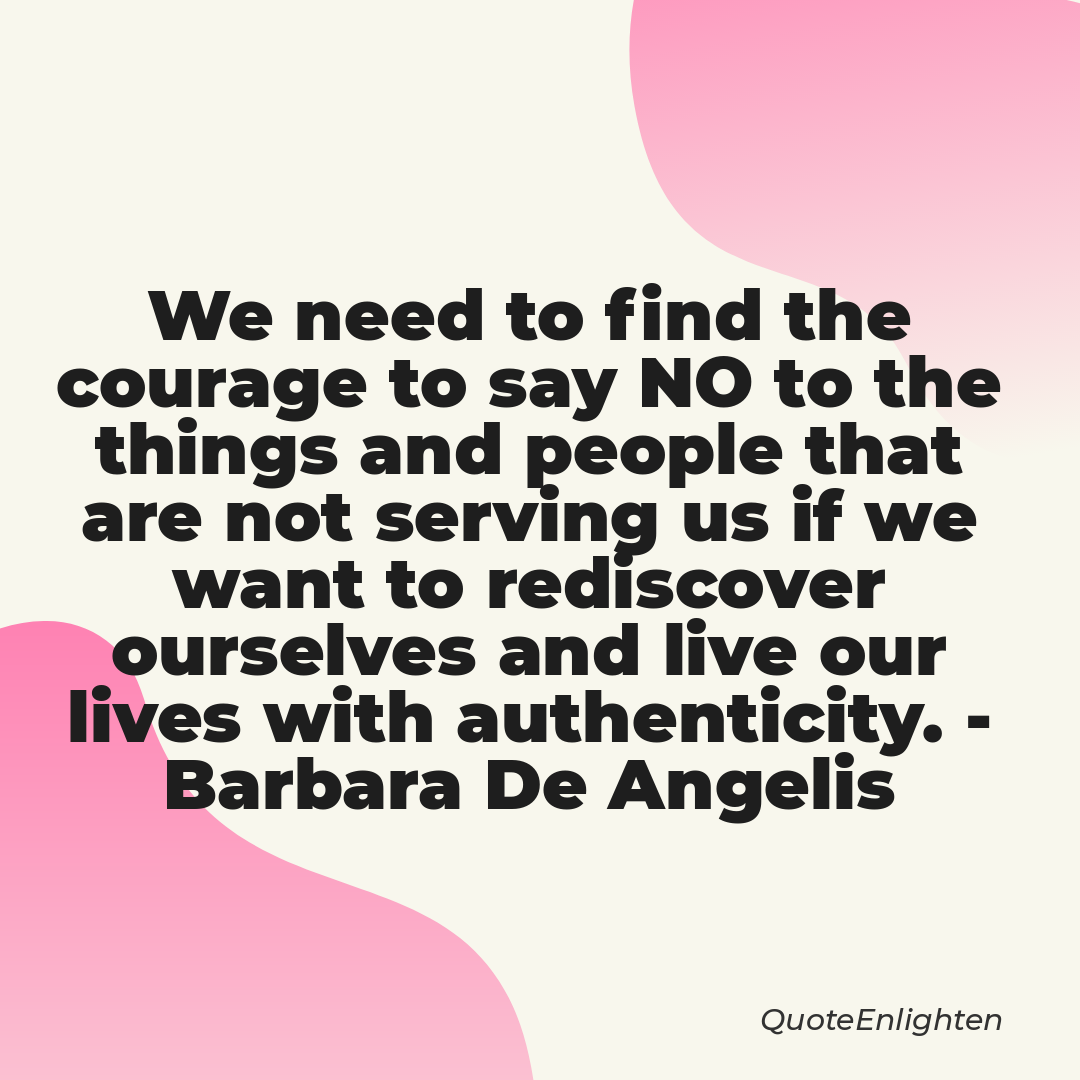 We need to find the
courage to say NO to the
things and people that
are not serving us if we
want to rediscover
ourselves and live our
lives with authenticity. -
Barbara De Angelis
QuoteEnlighten